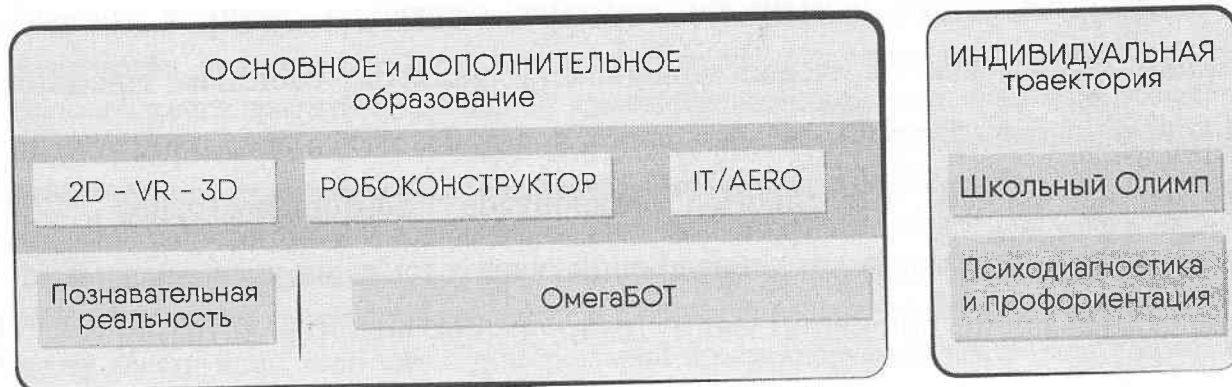 ОСНОВНОЕ и ДОПОЛНИТЕЛЬНОЕ
образование
2D - VR - 3D
РОБОКОНСТРУКТОР
IT/AERO
Познавательная
реальность
ОмегаБОТ
ИНДИВИДУАЛЬНАЯ
траектория
Школьный Олимп
Психодиагностика
и профориентация